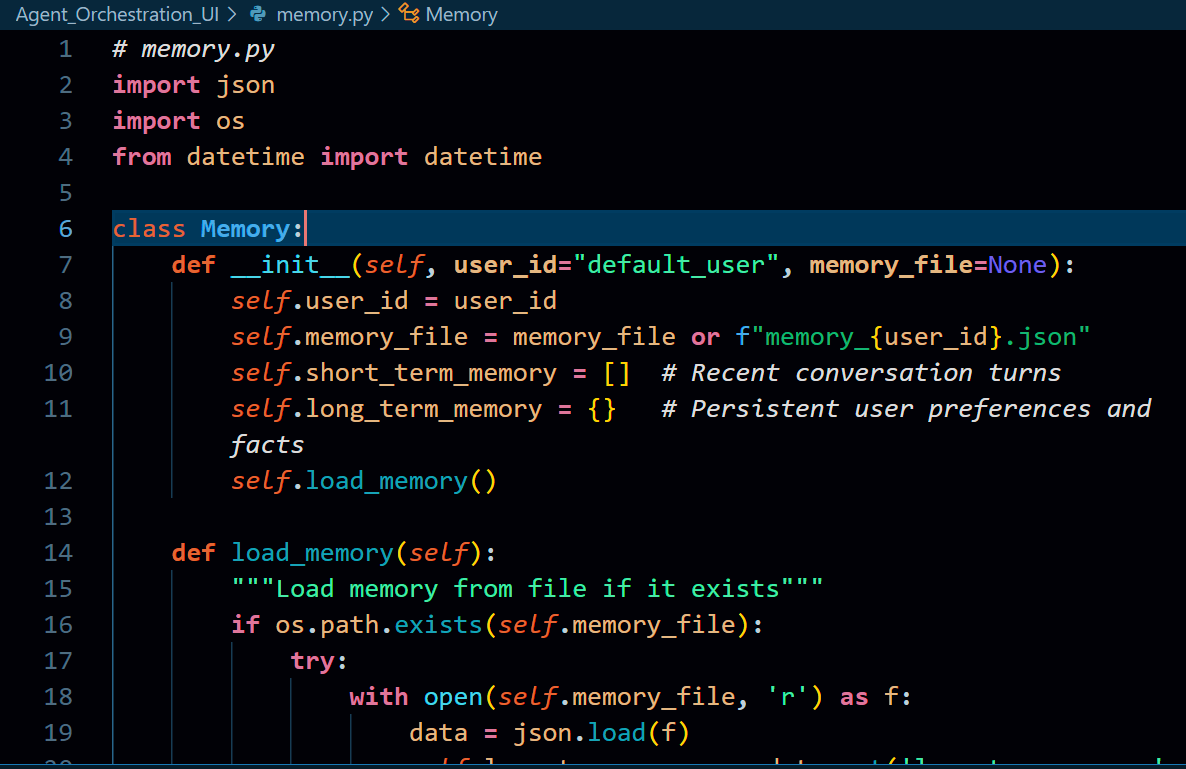 Agent_Orchestration_UI > memory.py > Memory
1 # memory.py
2 import json
3 import os
4 from datetime import datetime
5
6 class Memory:
7     def __init__(self, user_id="default_user", memory_file=None):
8         self.user_id = user_id
9         self.memory_file = memory_file or f"memory_{user_id}.json"
10         self.short_term_memory = []  # Recent conversation turns
11         self.long_term_memory = {}   # Persistent user preferences and
        facts
12         self.load_memory()
13
14     def load_memory(self):
15         """Load memory from file if it exists"""
16         if os.path.exists(self.memory_file):
17             try:
18                 with open(self.memory_file, 'r') as f:
19                     data = json.load(f)